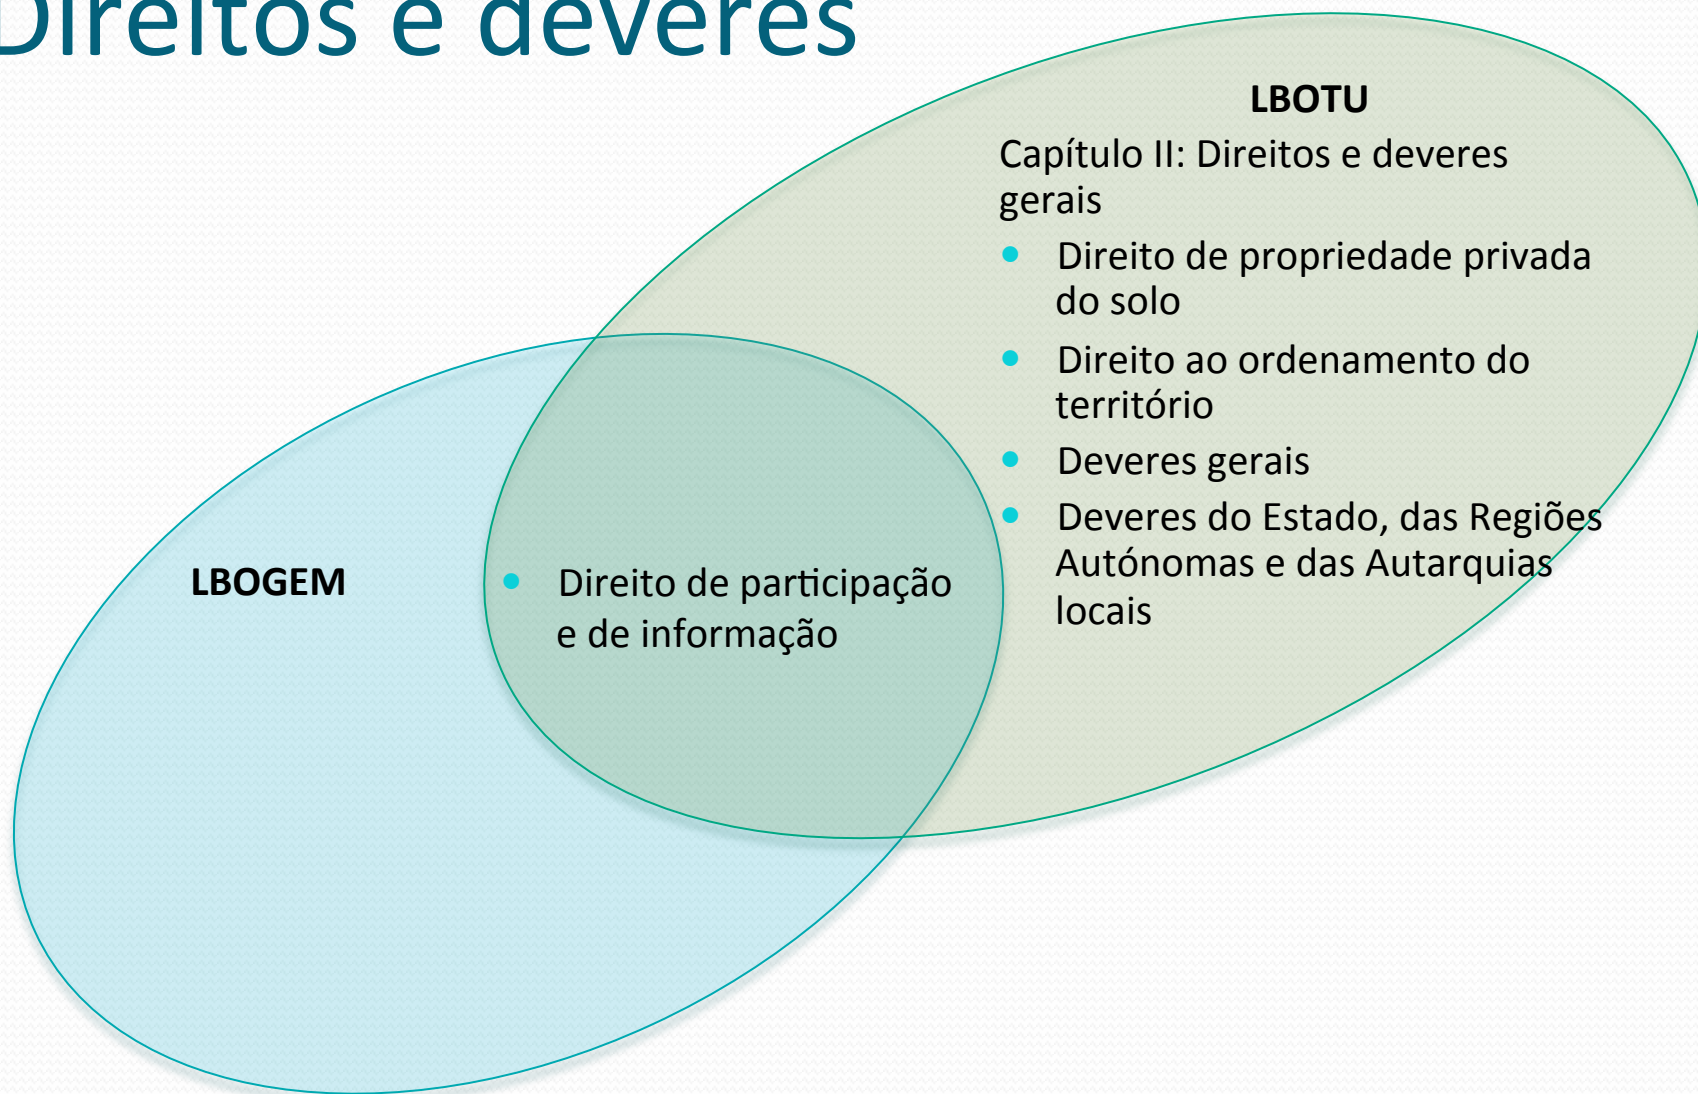 Direitos e deveres
LBOTU
Capítulo II: Direitos e deveres
gerais
• Direito de propriedade privada
do solo
• Direito ao ordenamento do
território
• Deveres gerais
• Deveres do Estado, das Regiões
Autónomas e das Autarquias
locais
LBOGEM
• Direito de participação
e de informação